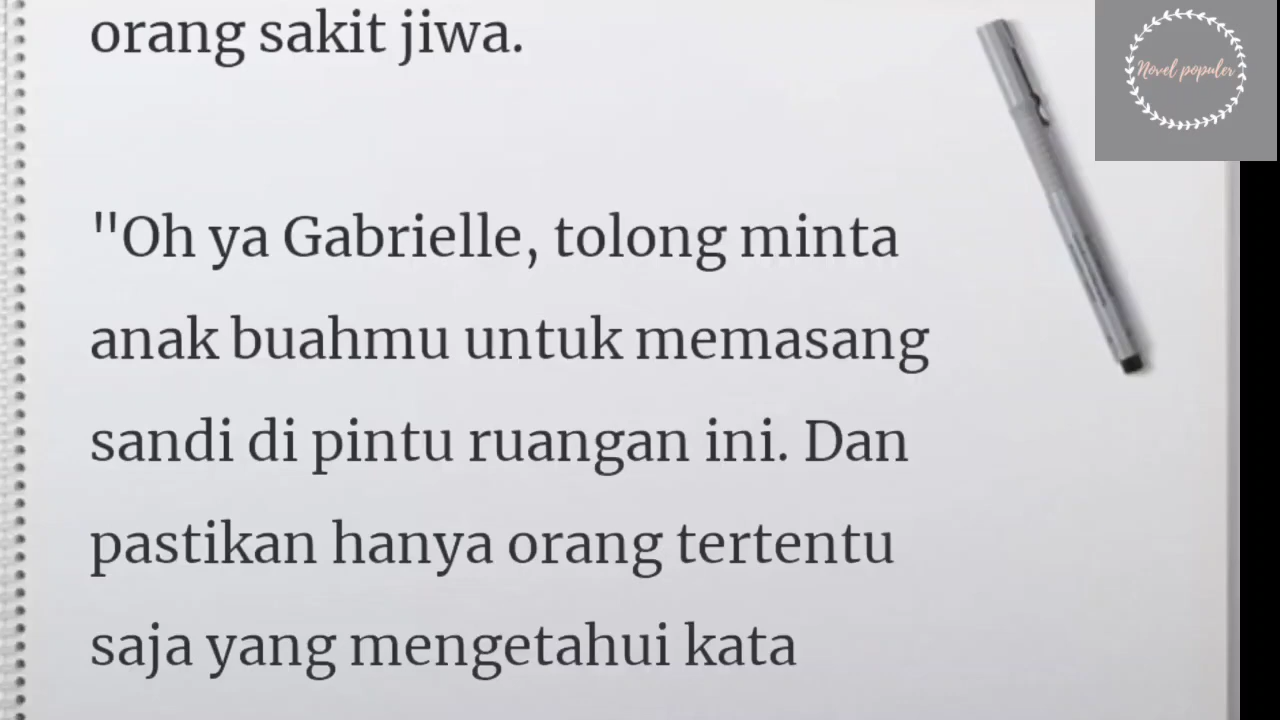 orang sakit jiwa.
Novel populer
"Oh ya Gabrielle, tolong minta
anak buahmu untuk memasang
sandi di pintu ruangan ini. Dan
pastikan hanya orang tertentu
saja yang mengetahui kata